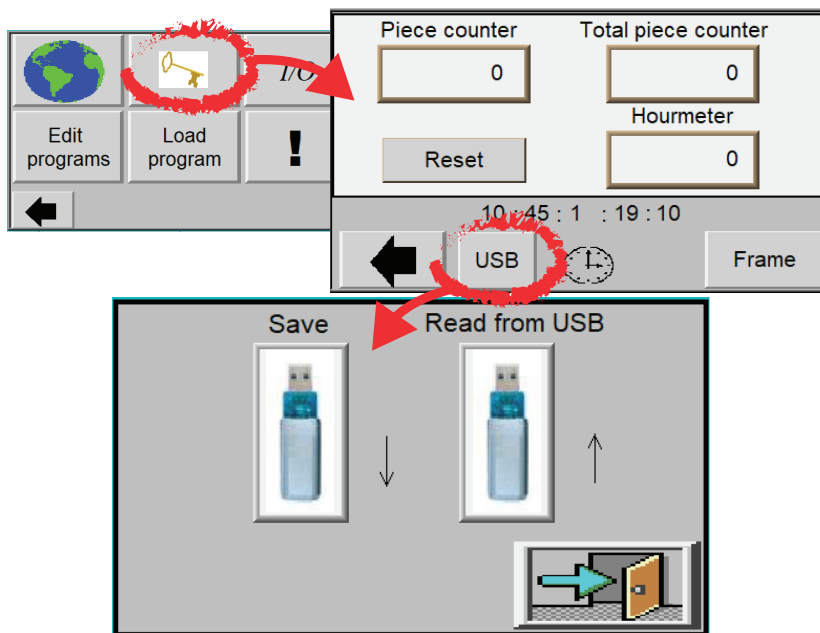 I/O
Edit
programs
Load
program
!
Piece counter
Total piece counter
0
0
Hourmeter
Reset
0
10 : 45 : 1 : 19 : 10
USB
Frame
Save
Read from USB